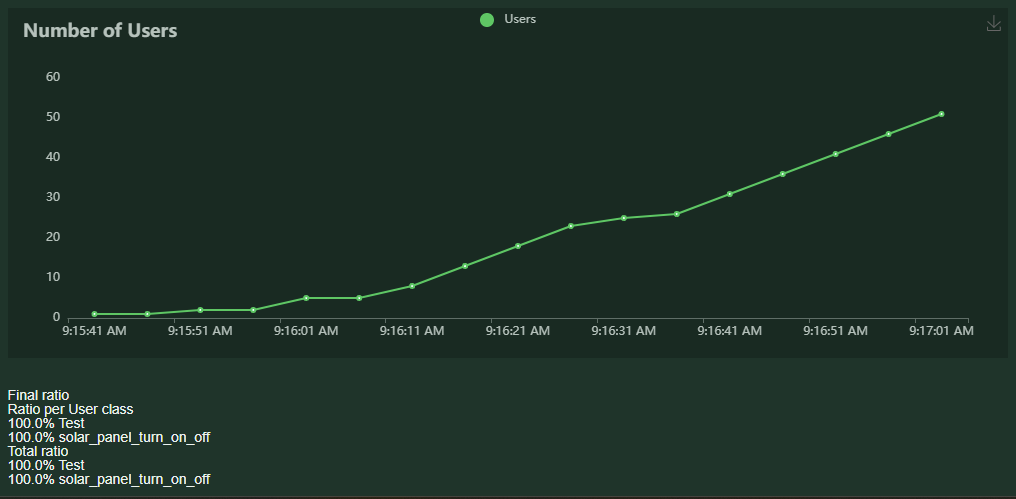 Number of Users
Users
60
50
40
30
20
10
0
9:15:41 AM 9:15:51 AM 9:16:01 AM 9:16:11 AM 9:16:21 AM 9:16:31 AM 9:16:41 AM 9:16:51 AM 9:17:01 AM
Final ratio
Ratio per User class
100.0% Test
100.0% solar_panel_turn_on_off
Total ratio
100.0% Test
100.0% solar_panel_turn_on_off